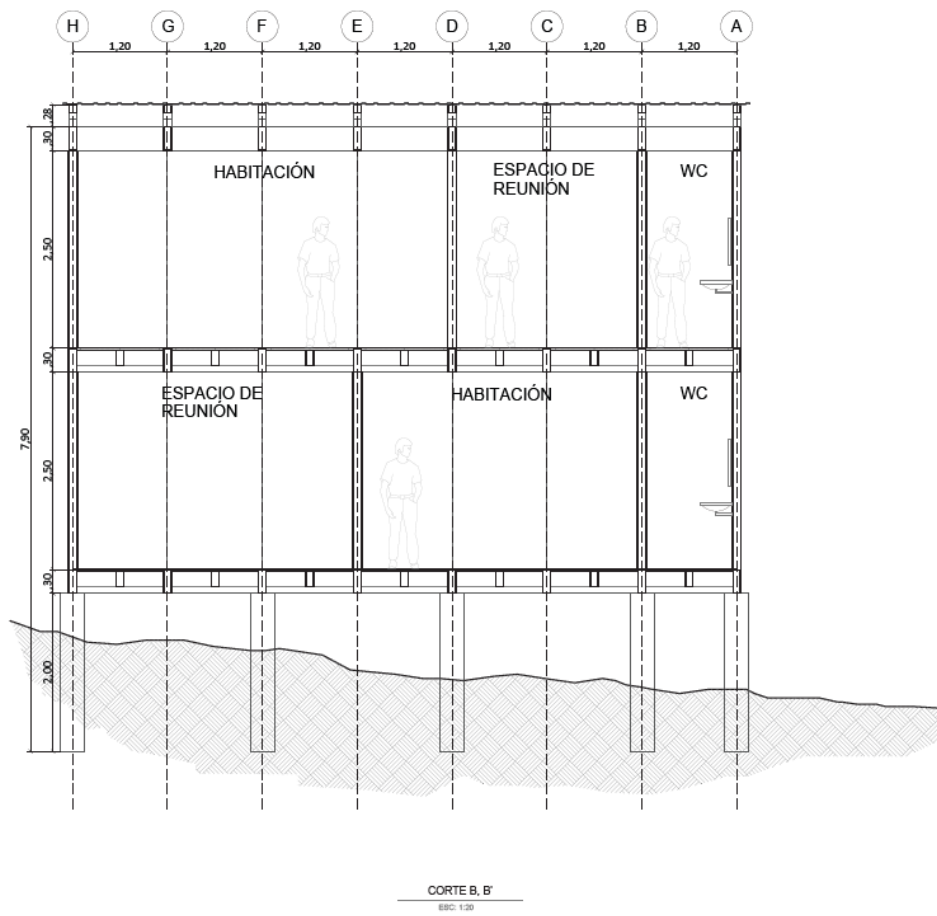 H G F E D C B A
1,20 1,20 1,20 1,20 1,20 1,20 1,20
,28
,30
HABITACIÓN
ESPACIO DE
REUNIÓN
WC
2,50
,30
ESPACIO DE
REUNIÓN
HABITACIÓN
WC
7,90
2,50
,30
2,00
CORTE B, B'
ESC: 1:20